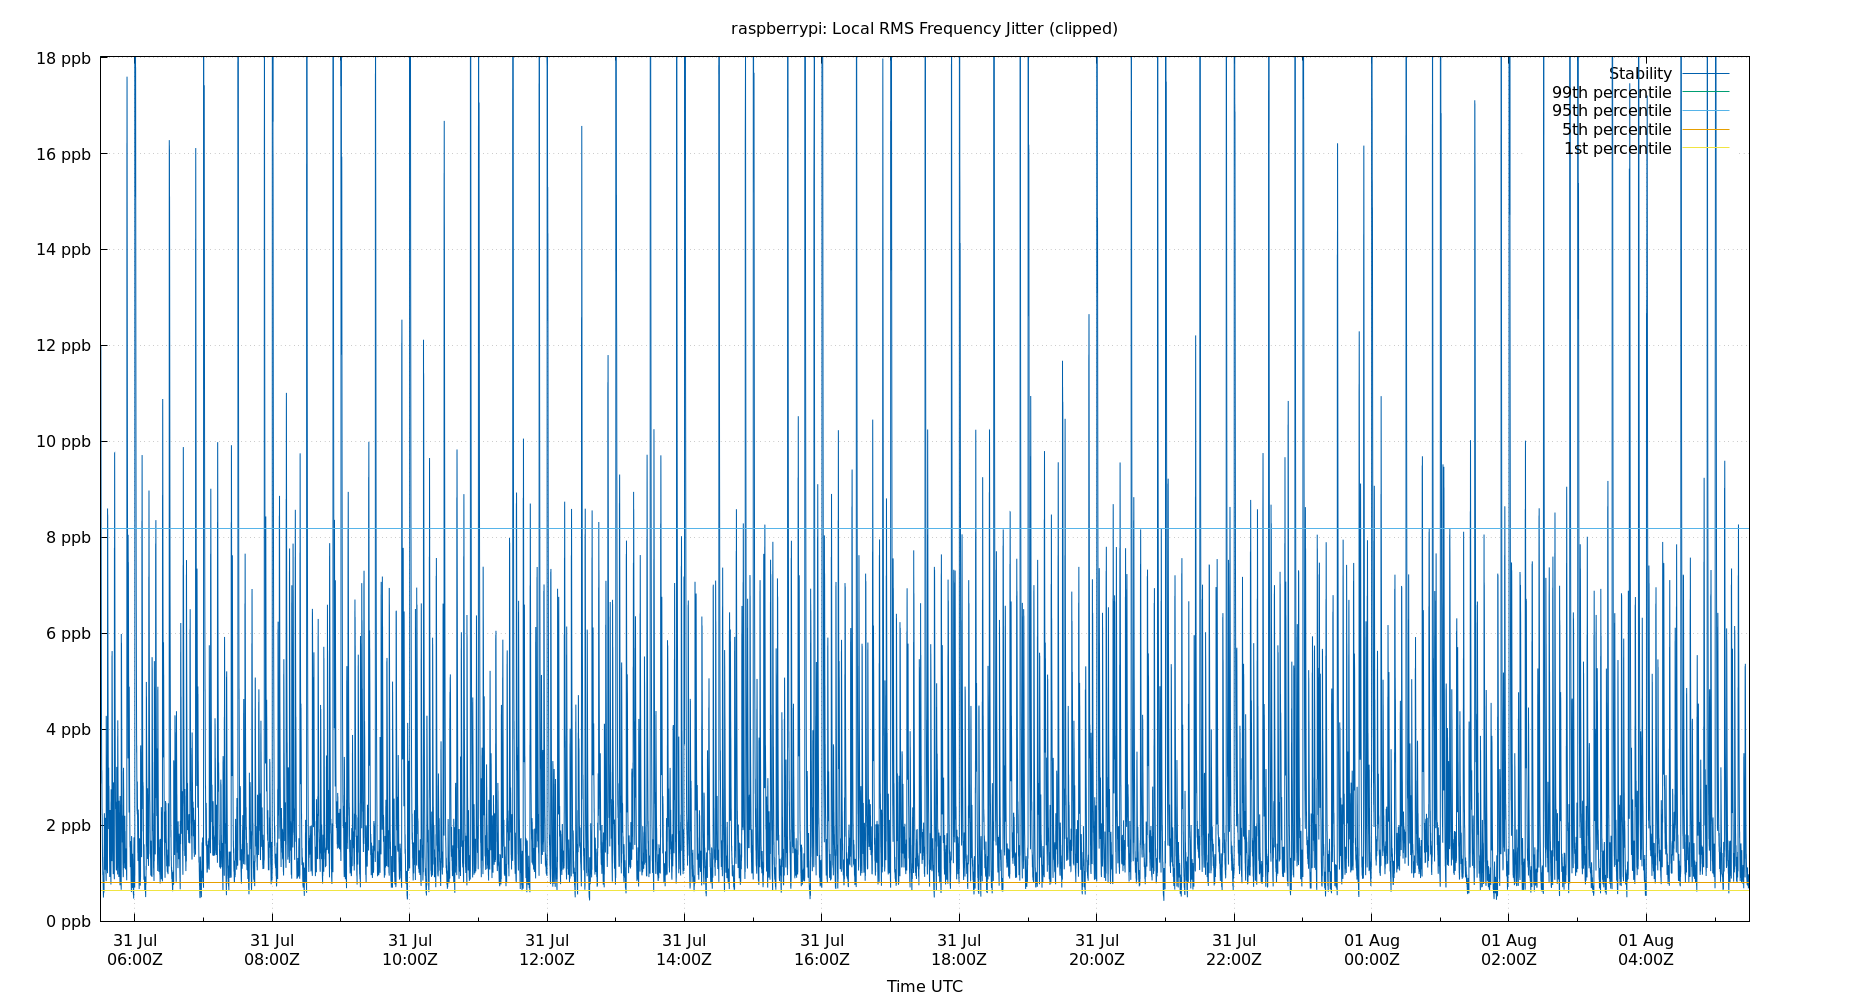 raspberrypi: Local RMS Frequency Jitter (clipped)
18 ppb
16 ppb
14 ppb
12 ppb
10 ppb
8 ppb
6 ppb
4 ppb
2 ppb
0 ppb
Stability
99th percentile
95th percentile
5th percentile
1st percentile
31 Jul 31 Jul 31 Jul 31 Jul 31 Jul 31 Jul 31 Jul 31 Jul 31 Jul 01 Aug 01 Aug 01 Aug
06:00Z 08:00Z 10:00Z 12:00Z 14:00Z 16:00Z 18:00Z 20:00Z 22:00Z 00:00Z 02:00Z 04:00Z
Time UTC